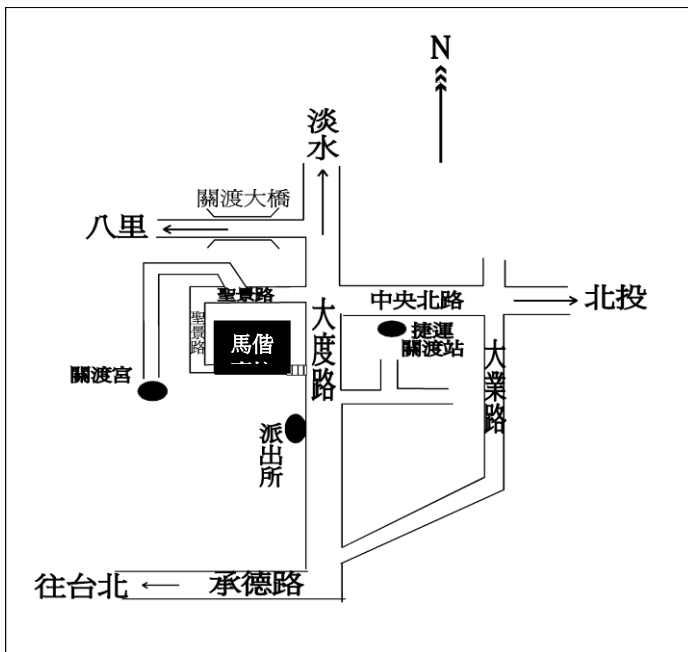 N
淡水
關渡大橋
八里
聖景路
中央北路
北投
聖景路
馬偕
大度路
捷運
關渡站
大業路
關渡宮
派出所
往台北
承德路